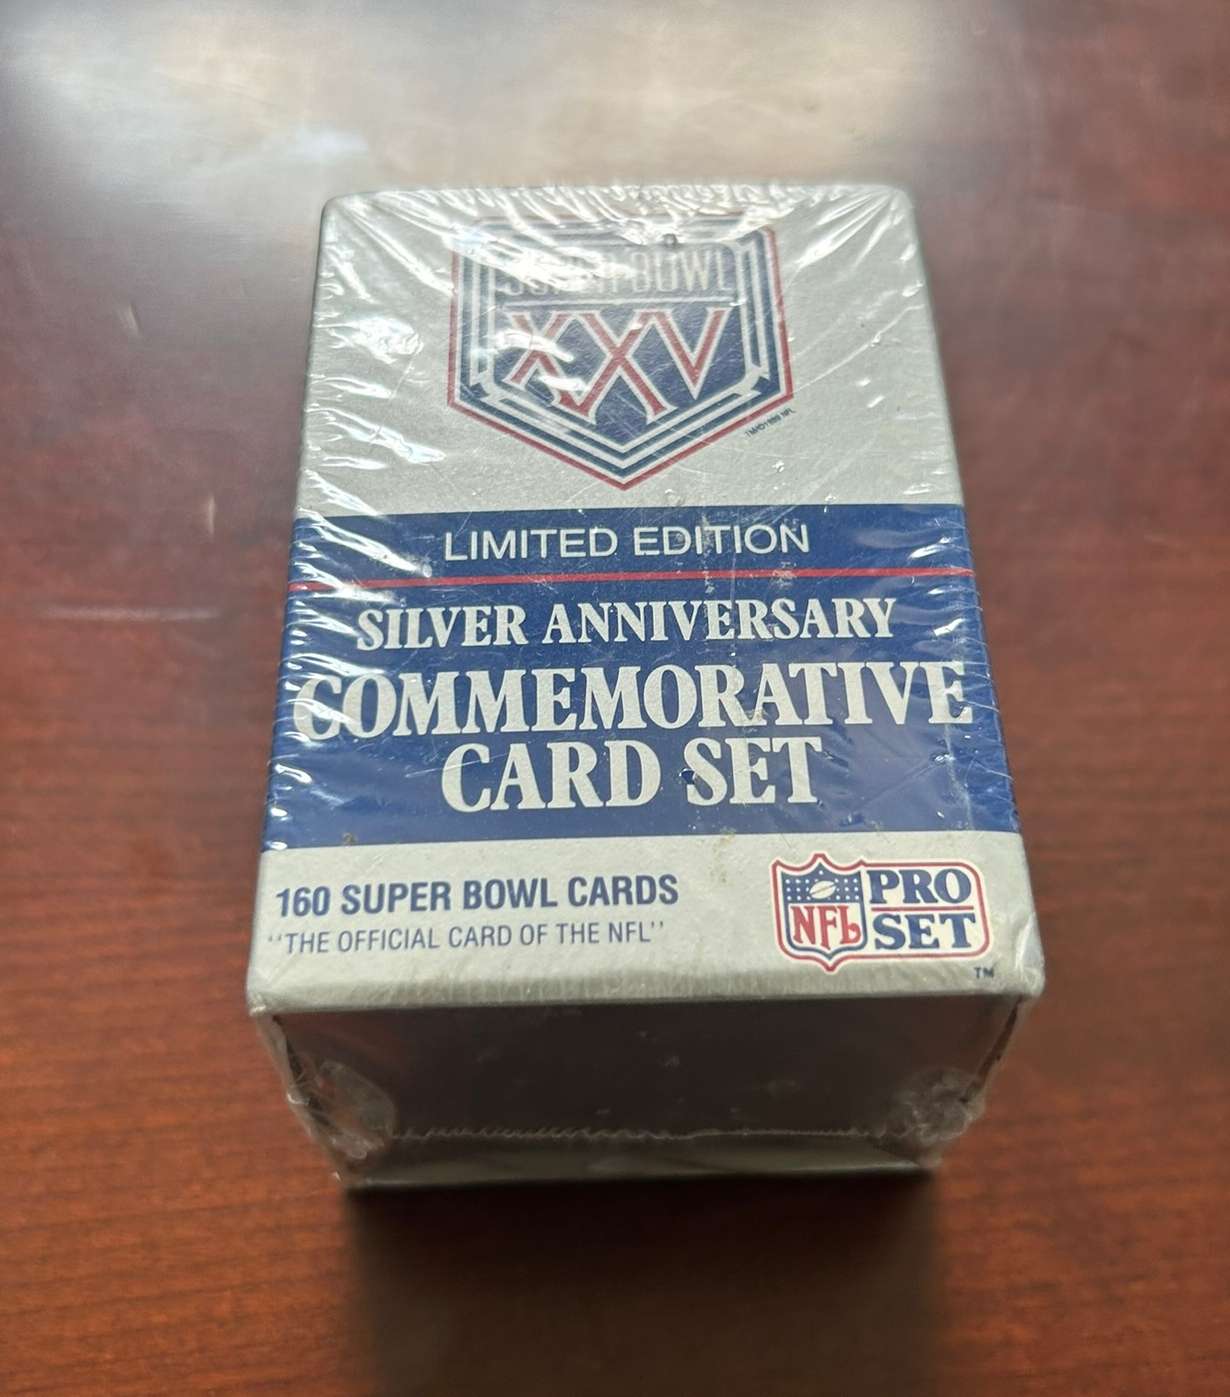 SUPER BOWL
XXV
LIMITED EDITION
SILVER ANNIVERSARY
COMMEMORATIVE
CARD SET
160 SUPER BOWL CARDS
"THE OFFICIAL CARD OF THE NFL"
NFL
PRO
SET
TM